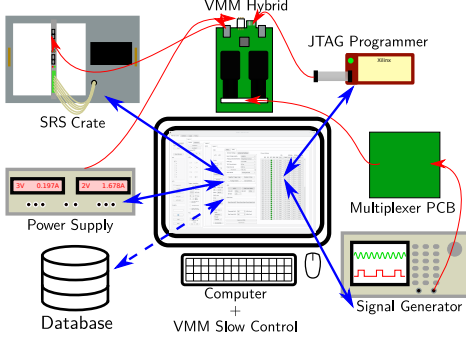 VMM Hybrid
JTAG Programmer
Xilinx
SRS Crate
3V 0.197A 2V 1.678A
Power Supply
Multiplexer PCB
Database
Computer
+
VMM Slow Control
Signal Generator